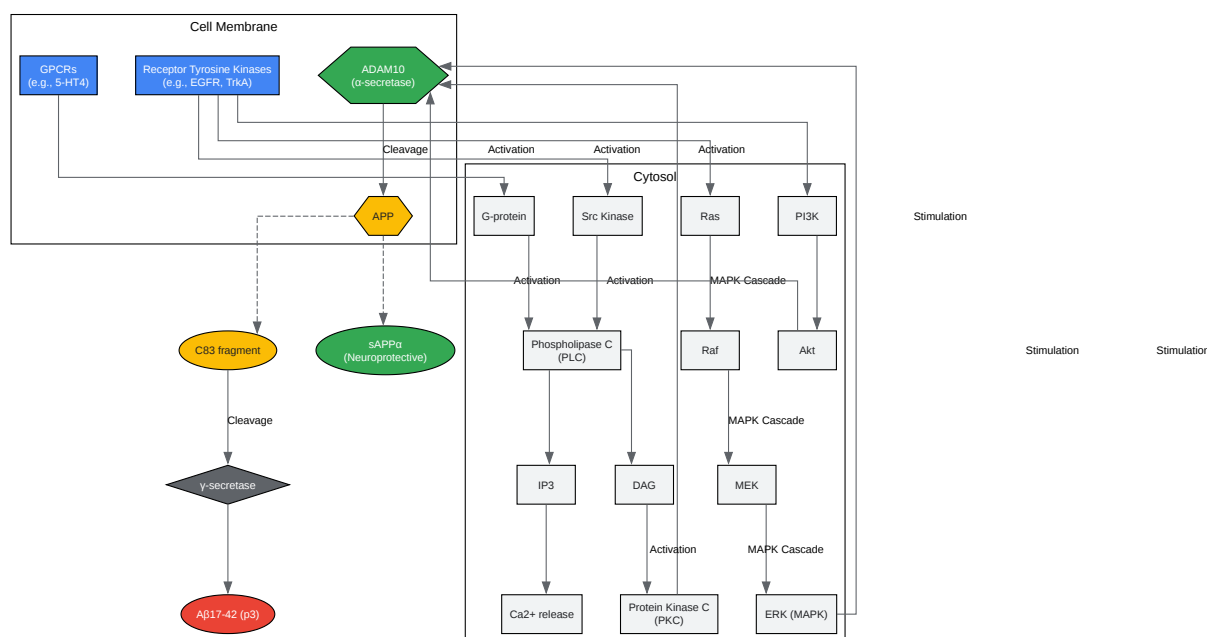 Cell Membrane
GPCRs
(e.g., 5-HT4)
Receptor Tyrosine Kinases
(e.g., EGFR, TrkA)
ADAM10
(α-secretase)
Cleavage
Activation
Activation
Activation
Cytosol
APP
G-protein
Src Kinase
Ras
PI3K
Stimulation
Activation
Activation
MAPK Cascade
C83 fragment
sAPPα
(Neuroprotective)
Phospholipase C
(PLC)
Raf
Akt
Stimulation
Stimulation
Cleavage
MAPK Cascade
γ-secretase
IP3
DAG
MEK
Activation
MAPK Cascade
Aβ17-42 (p3)
Ca2+ release
Protein Kinase C
(PKC)
ERK (MAPK)